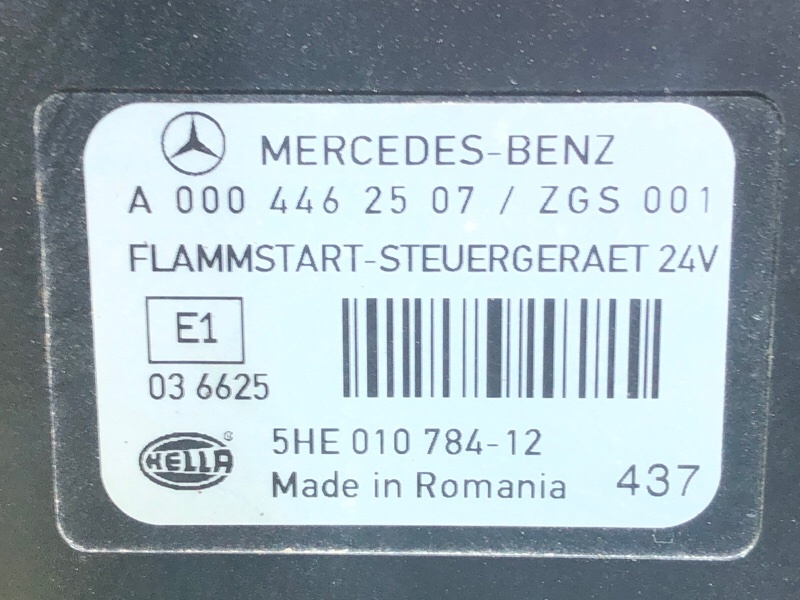 MERCEDES-BENZ
A 000 446 25 07 / ZGS 001
FLAMMSTART-STEUERGERAET 24V
E1
03 6625
HELLA ®
5HE 010 784-12
Made in Romania 437